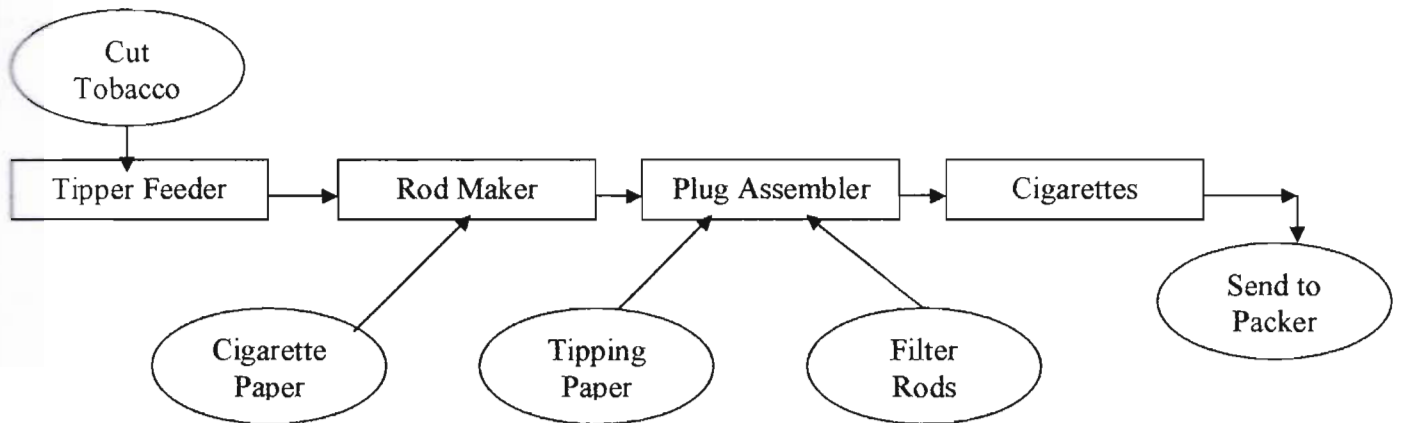 Cut
Tobacco
Tipper Feeder
Rod Maker
Plug Assembler
Cigarettes
Cigarette
Paper
Tipping
Paper
Filter
Rods
Send to
Packer